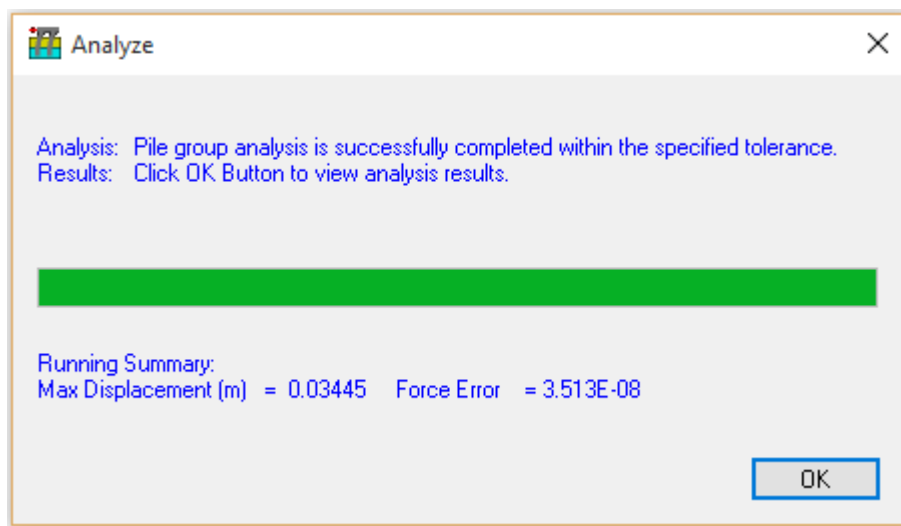 Analyze
Analysis: Pile group analysis is successfully completed within the specified tolerance.
Results: Click OK Button to view analysis results.
Running Summary:
Max Displacement (m) = 0.03445 Force Error = 3.513E-08
OK